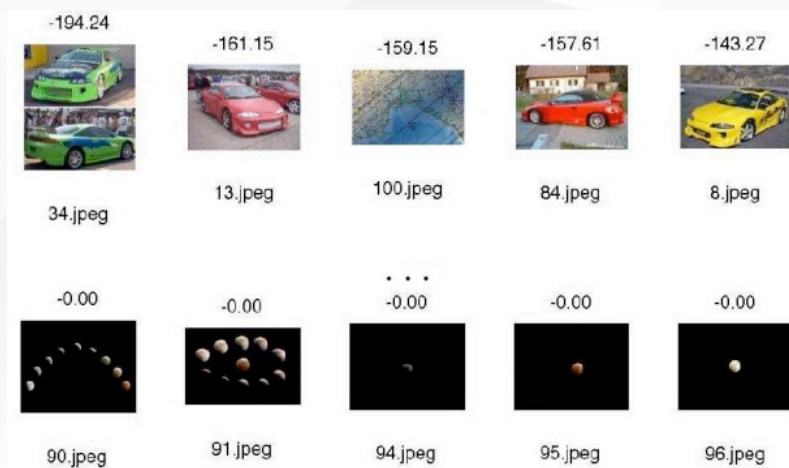 -194.24
-161.15
-159.15
-157.61
-143.27
34.jpeg
13.jpeg
100.jpeg
84.jpeg
8.jpeg
. . .
-0.00
-0.00
-0.00
-0.00
-0.00
90.jpeg
91.jpeg
94.jpeg
95.jpeg
96.jpeg